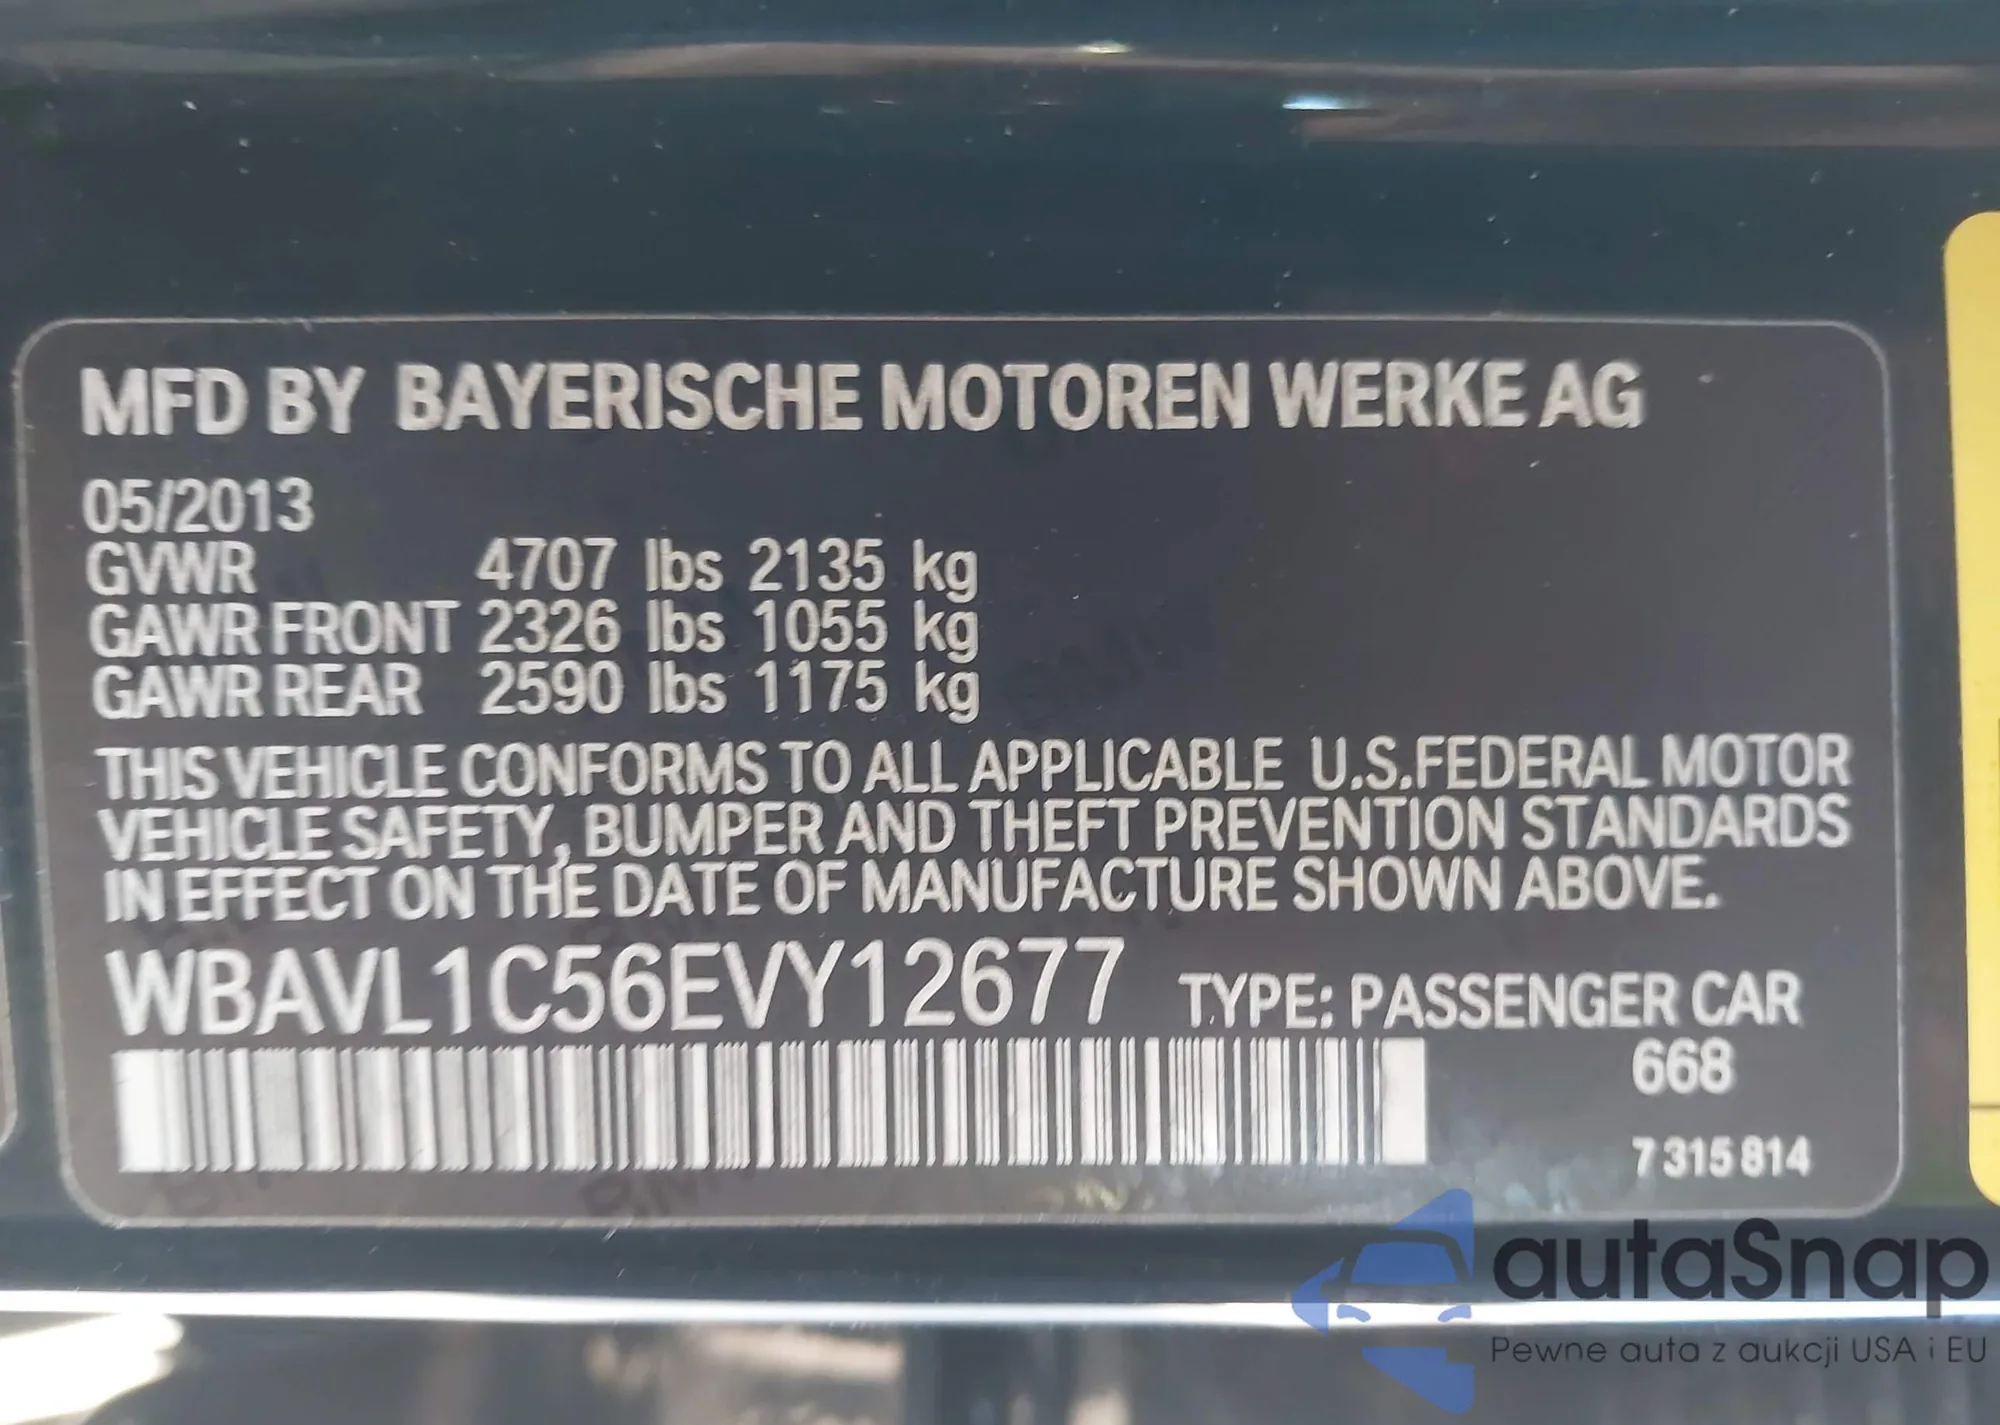 MFD BY BAYERISCHE MOTOREN WERKE AG
05/2013
GVWR 4707 lbs 2135 kg
GAWR FRONT 2326 lbs 1055 kg
GAWR REAR 2590 lbs 1175 kg
THIS VEHICLE CONFORMS TO ALL APPLICABLE U.S.FEDERAL MOTOR
VEHICLE SAFETY, BUMPER AND THEFT PREVENTION STANDARDS
IN EFFECT ON THE DATE OF MANUFACTURE SHOWN ABOVE.
WBAVL1C56EVY12677 TYPE: PASSENGER CAR
668
7 315 814
autaSnap
Pewne auta z aukcji USA i EU